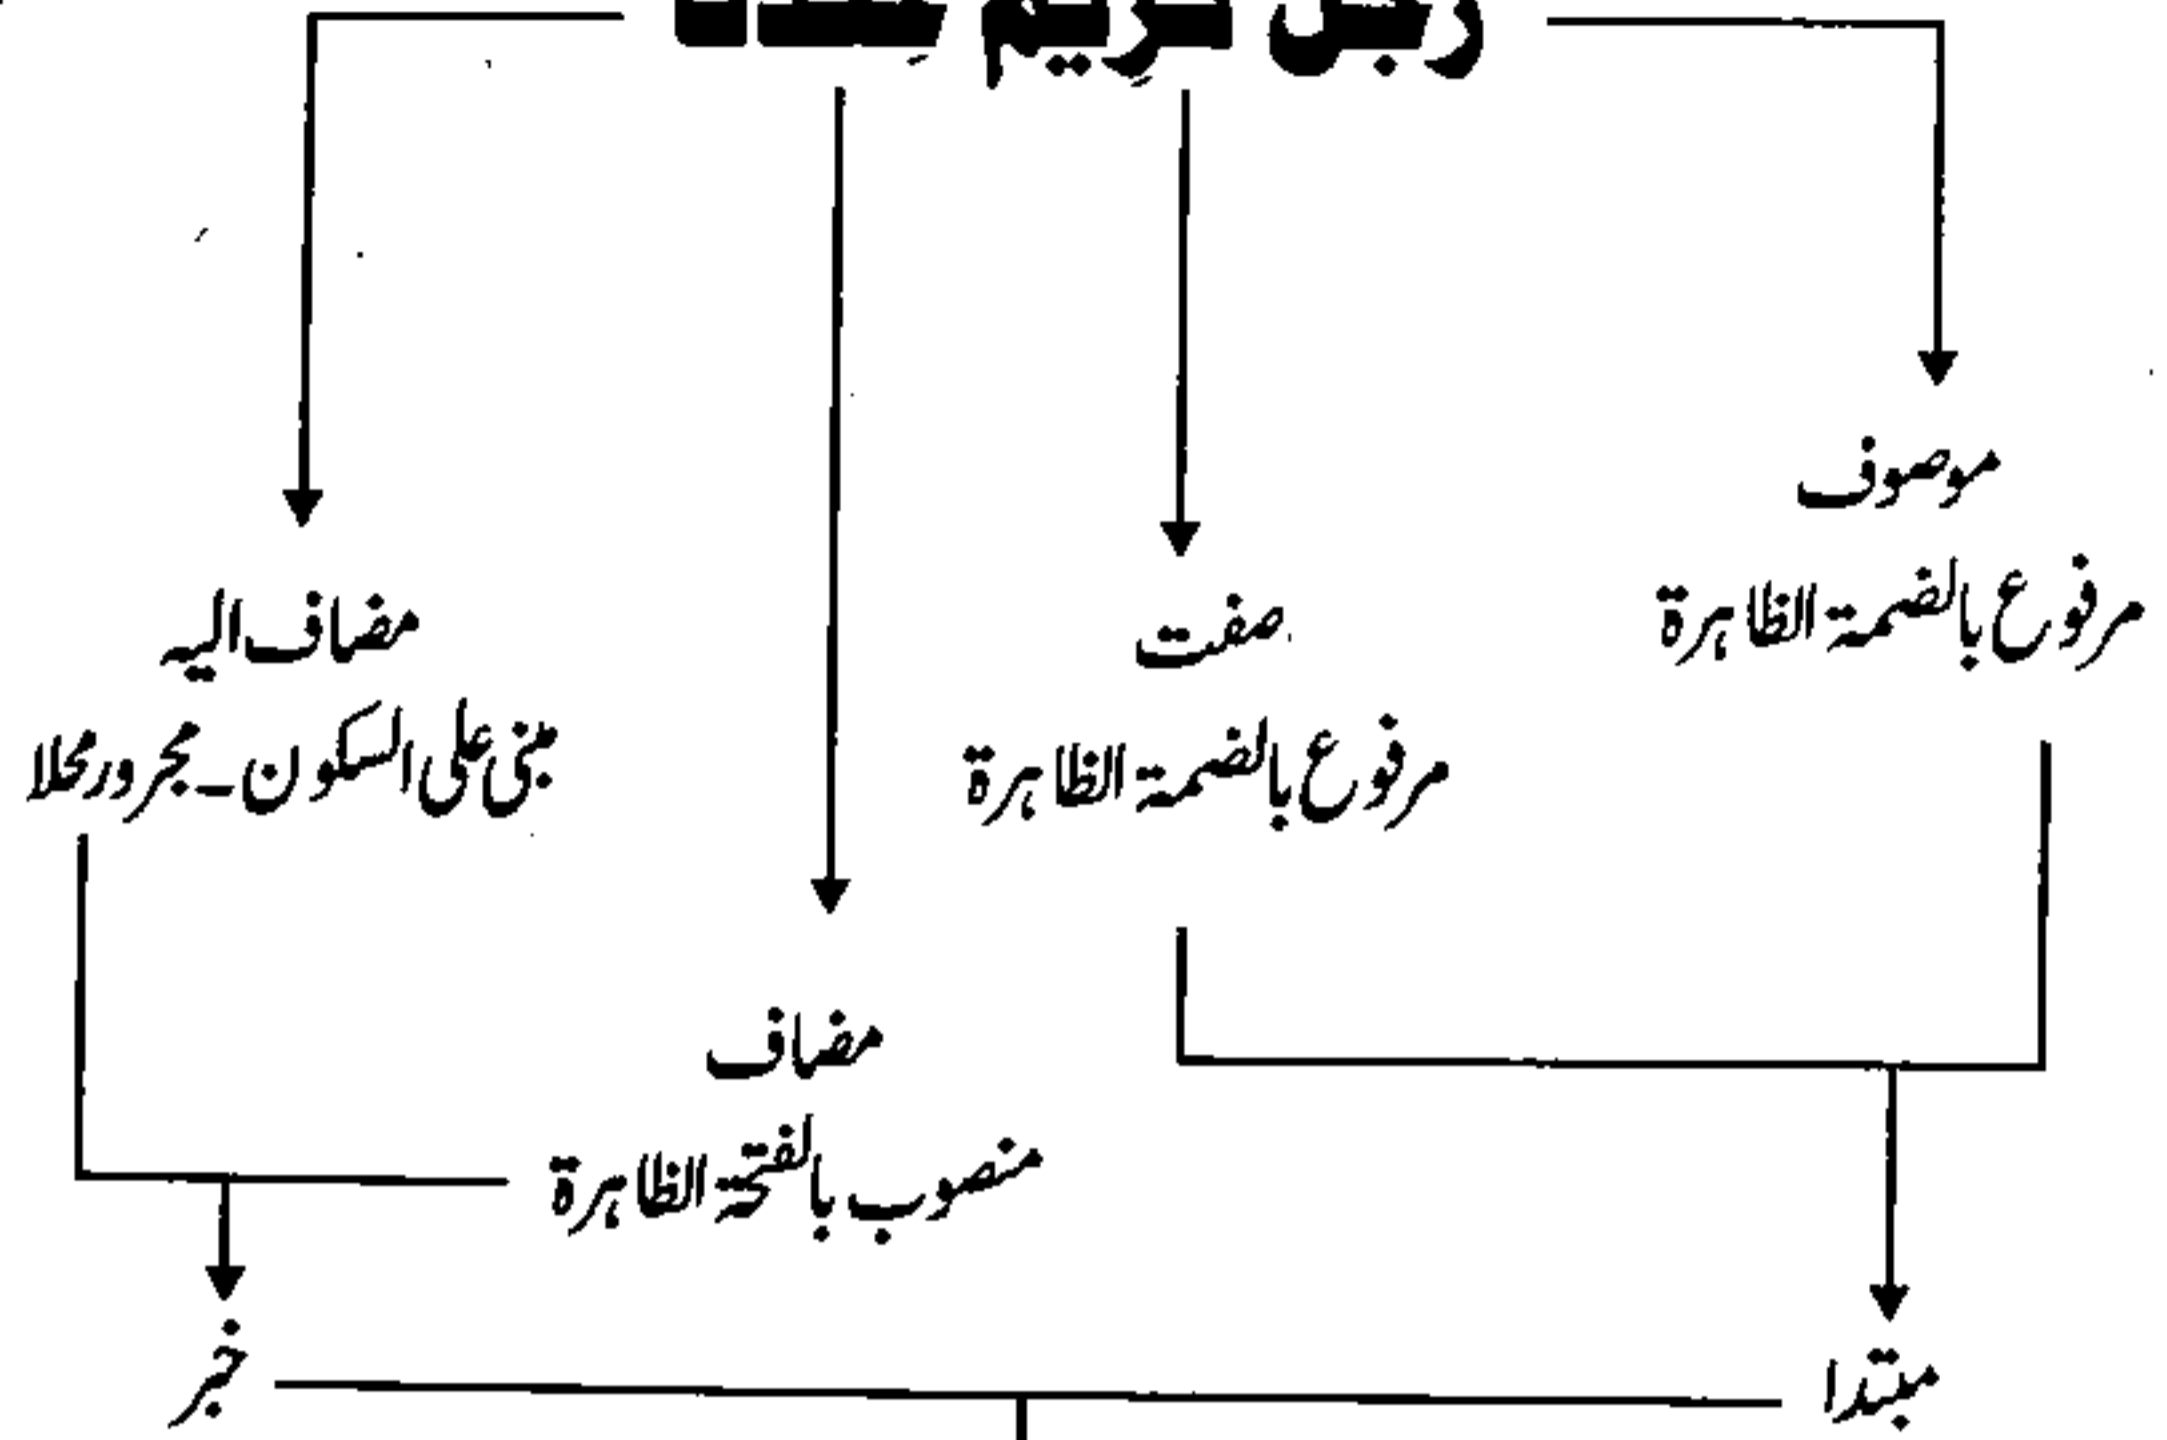 موصوف
مرفوع بالضمة الظاہرة
صفت
مرفوع بالضمة الظاہرة
مضاف الیہ
مبنی علی السکون ـ مجرور محلا
مضاف
منصوب بالفتحة الظاہرة
مبتدا
خبر